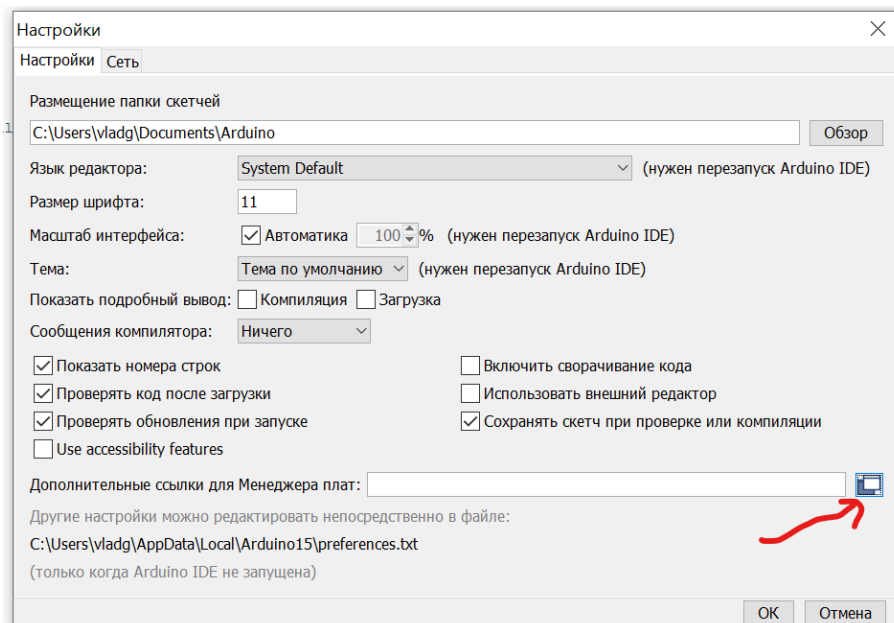 Настройки
Настройки Сеть
Размещение папки скетчей
C:\Users\vladg\Documents\Arduino Обзор
Язык редактора: System Default (нужен перезапуск Arduino IDE)
Размер шрифта: 11
Масштаб интерфейса: Автоматика 100 % (нужен перезапуск Arduino IDE)
Тема: Тема по умолчанию (нужен перезапуск Arduino IDE)
Показать подробный вывод: Компиляция Загрузка
Сообщения компилятора: Ничего
Показать номера строк Включить сворачивание кода
Проверять код после загрузки Использовать внешний редактор
Проверять обновления при запуске Сохранять скетч при проверке или компиляции
Use accessibility features
Дополнительные ссылки для Менеджера плат:
Другие настройки можно редактировать непосредственно в файле:
C:\Users\vladg\AppData\Local\Arduino15\preferences.txt
(только когда Arduino IDE не запущена)
ОК Отмена